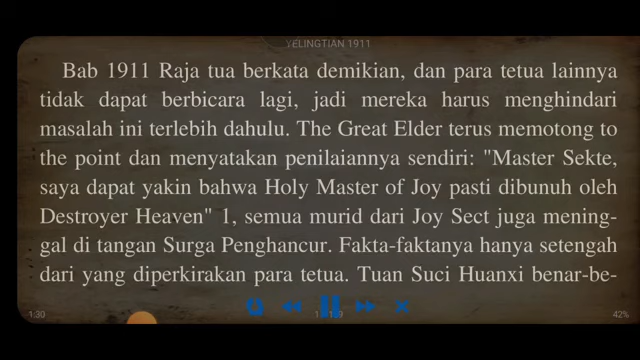 YELINGTIAN 1911
Bab 1911 Raja tua berkata demikian, dan para tetua lainnya
tidak dapat berbicara lagi, jadi mereka harus menghindari
masalah ini terlebih dahulu. The Great Elder terus memotong to
the point dan menyatakan penilaiannya sendiri: "Master Sekte,
saya dapat yakin bahwa Holy Master of Joy pasti dibunuh oleh
Destroyer Heaven" 1, semua murid dari Joy Sect juga mening-
gal di tangan Surga Penghancur. Fakta-faktanya hanya setengah
dari yang diperkirakan para tetua. Tuan Suci Huanxi benar-be-
1:30
42%